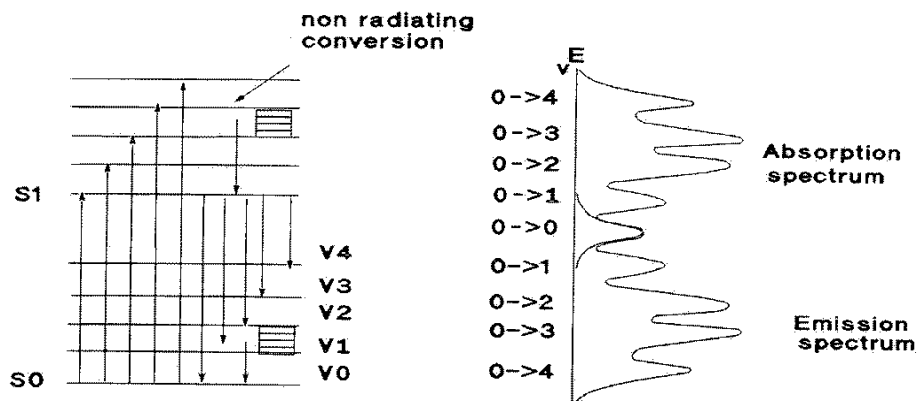 non radiating
conversion
S1
V4
V3
V2
V1
V0
S0
E
v
0->4
0->3
0->2
0->1
0->0
0->1
0->2
0->3
0->4
Absorption
spectrum
Emission
spectrum